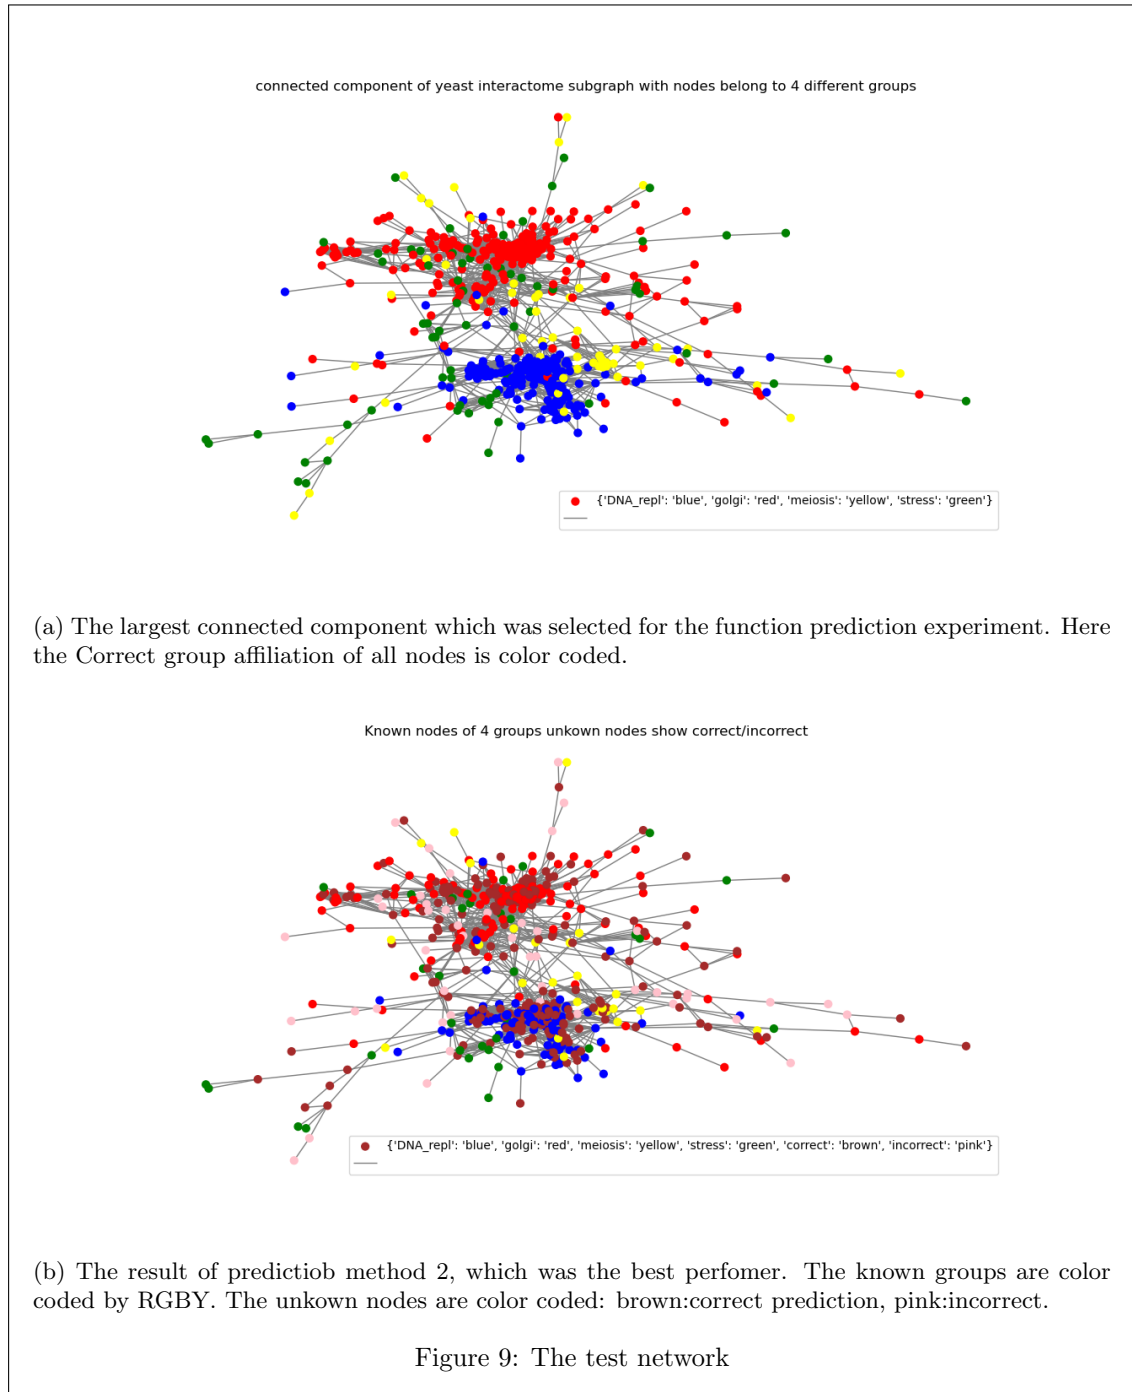 connected component of yeast interactome subgraph with nodes belong to 4 different groups
{'DNA_repl': 'blue', 'golgi': 'red', 'meiosis': 'yellow', 'stress': 'green'}
(a) The largest connected component which was selected for the function prediction experiment. Here
the Correct group affiliation of all nodes is color coded.
Known nodes of 4 groups unkown nodes show correct/incorrect
{'DNA_repl': 'blue', 'golgi': 'red', 'meiosis': 'yellow', 'stress': 'green', 'correct': 'brown', 'incorrect': 'pink'}
(b) The result of predictiob method 2, which was the best perfomer. The known groups are color
coded by RGBY. The unkown nodes are color coded: brown:correct prediction, pink:incorrect.
Figure 9: The test network